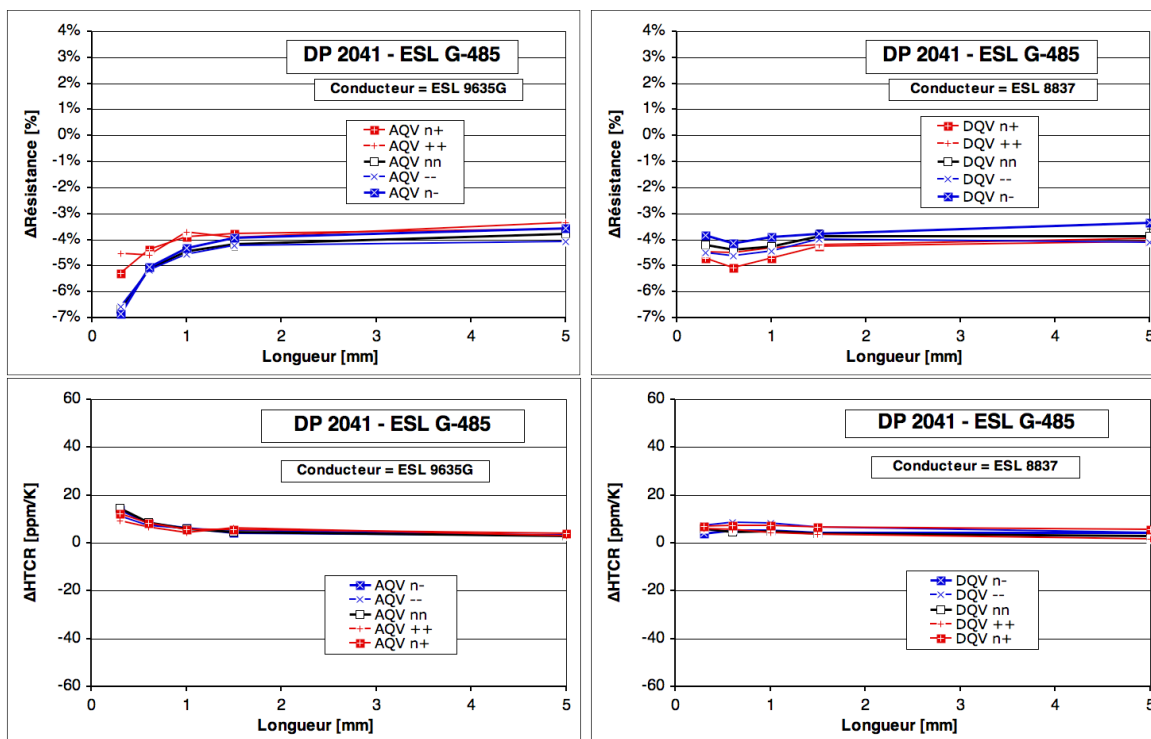 4%
3%
2%
1%
0%
-1%
-2%
-3%
-4%
-5%
-6%
-7%
ΔRésistance [%]
DP 2041 - ESL G-485
Conducteur = ESL 9635G
AQV n+
AQV ++
AQV nn
AQV --
AQV n-
0 1 2 3 4 5
Longueur [mm]
4%
3%
2%
1%
0%
-1%
-2%
-3%
-4%
-5%
-6%
-7%
ΔRésistance [%]
DP 2041 - ESL G-485
Conducteur = ESL 8837
DQV n+
DQV ++
DQV nn
DQV --
DQV n-
0 1 2 3 4 5
Longueur [mm]
60
40
20
0
-20
-40
-60
ΔHTCR [ppm/K]
DP 2041 - ESL G-485
Conducteur = ESL 9635G
AQV n-
AQV --
AQV nn
AQV ++
AQV n+
0 1 2 3 4 5
Longueur [mm]
60
40
20
0
-20
-40
-60
ΔHTCR [ppm/K]
DP 2041 - ESL G-485
Conducteur = ESL 8837
DQV n-
DQV --
DQV nn
DQV ++
DQV n+
0 1 2 3 4 5
Longueur [mm]